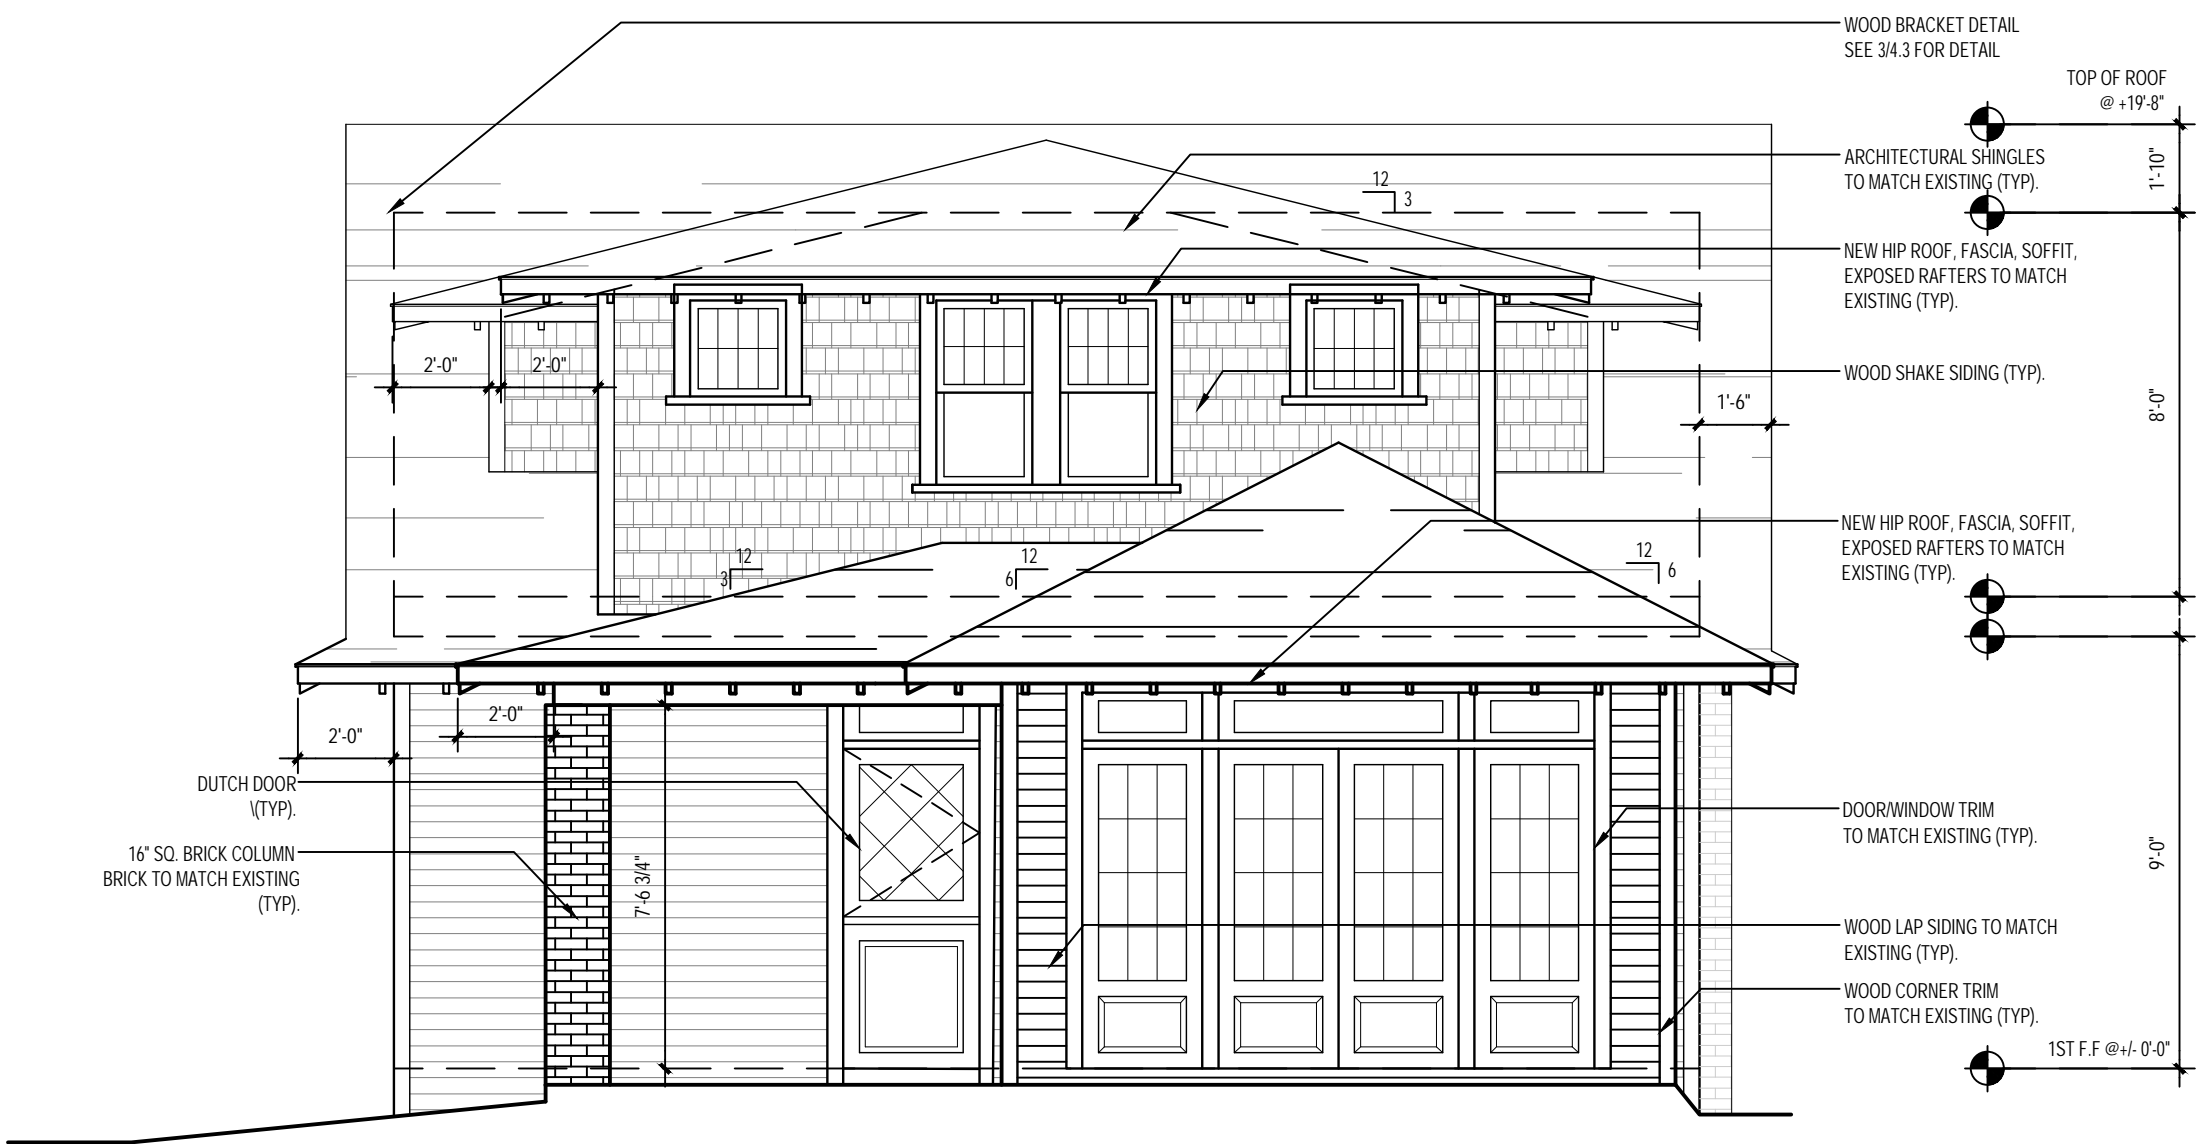 WOOD BRACKET DETAIL
SEE 3/4.3 FOR DETAIL
TOP OF ROOF
@ +19'-8"
ARCHITECTURAL SHINGLES
TO MATCH EXISTING (TYP).
1'-10"
12
3
NEW HIP ROOF, FASCIA, SOFFIT,
EXPOSED RAFTERS TO MATCH
EXISTING (TYP).
2'-0"
2'-0"
WOOD SHAKE SIDING (TYP).
1'-6"
8'-0"
NEW HIP ROOF, FASCIA, SOFFIT,
EXPOSED RAFTERS TO MATCH
EXISTING (TYP).
12
3
12
6
12
6
2'-0"
2'-0"
DUTCH DOOR
\(TYP).
16" SQ. BRICK COLUMN
BRICK TO MATCH EXISTING
(TYP).
7'-6 3/4"
DOOR/WINDOW TRIM
TO MATCH EXISTING (TYP).
9'-0"
WOOD LAP SIDING TO MATCH
EXISTING (TYP).
WOOD CORNER TRIM
TO MATCH EXISTING (TYP).
1ST F.F @+/- 0'-0"